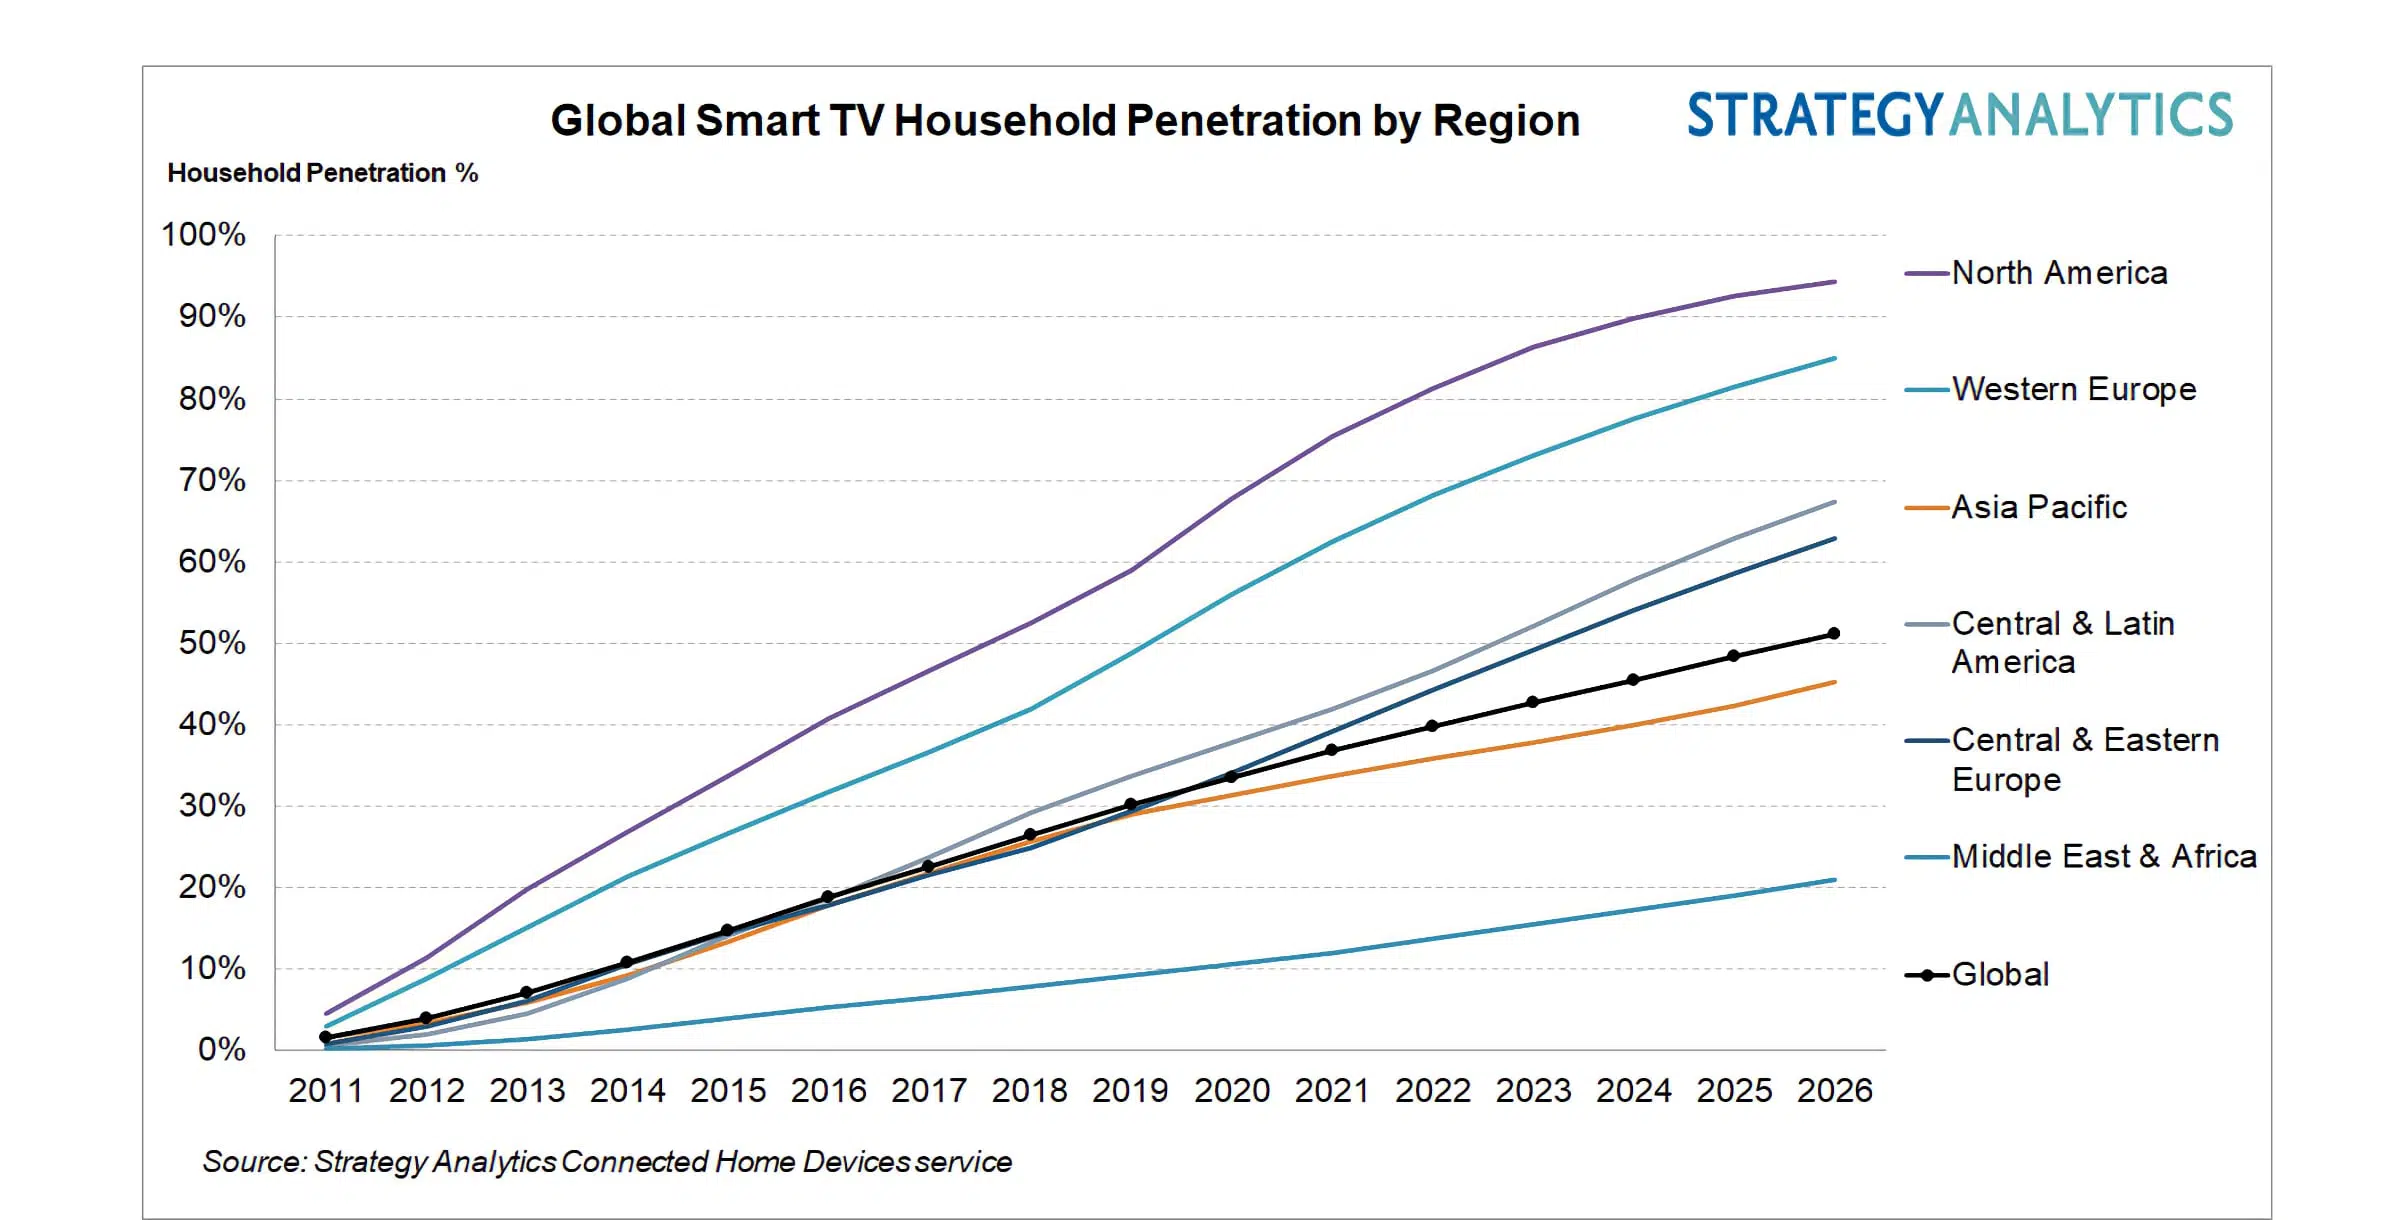 Global Smart TV Household Penetration by Region
STRATEGYANALYTICS
Household Penetration %
100%
90%
80%
70%
60%
50%
40%
30%
20%
10%
0%
2011 2012 2013 2014 2015 2016 2017 2018 2019 2020 2021 2022 2023 2024 2025 2026
North America
Western Europe
Asia Pacific
Central & Latin
America
Central & Eastern
Europe
Middle East & Africa
Global
Source: Strategy Analytics Connected Home Devices service